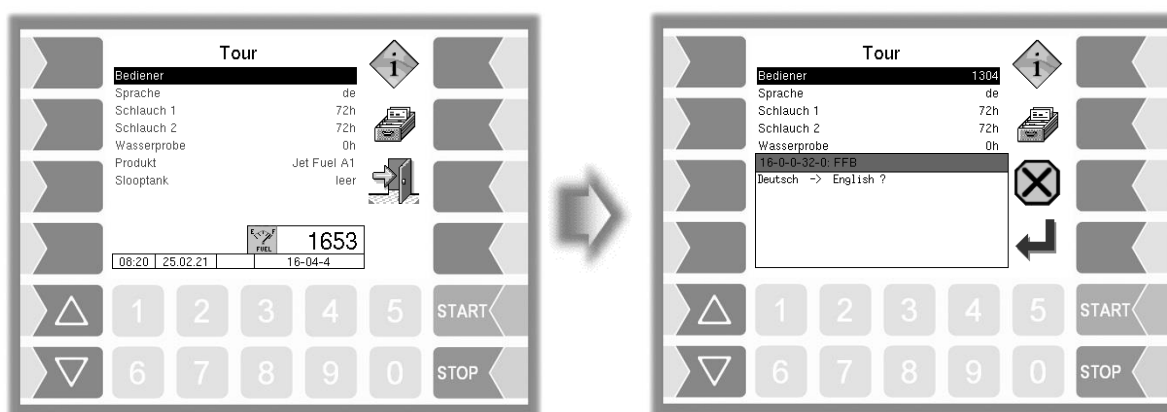 Tour
Bediener
Sprache de
Schlauch 1 72h
Schlauch 2 72h
Wasserprobe 0h
Produkt Jet Fuel A1
Slooptank leer
E F
FUEL 1653
08:20 25.02.21 16-04-4
1 2 3 4 5 START
6 7 8 9 0 STOP
Tour
Bediener 1304
Sprache de
Schlauch 1 72h
Schlauch 2 72h
Wasserprobe 0h
16-0-0-32-0: FFB
Deutsch -> English ?
1 2 3 4 5 START
6 7 8 9 0 STOP